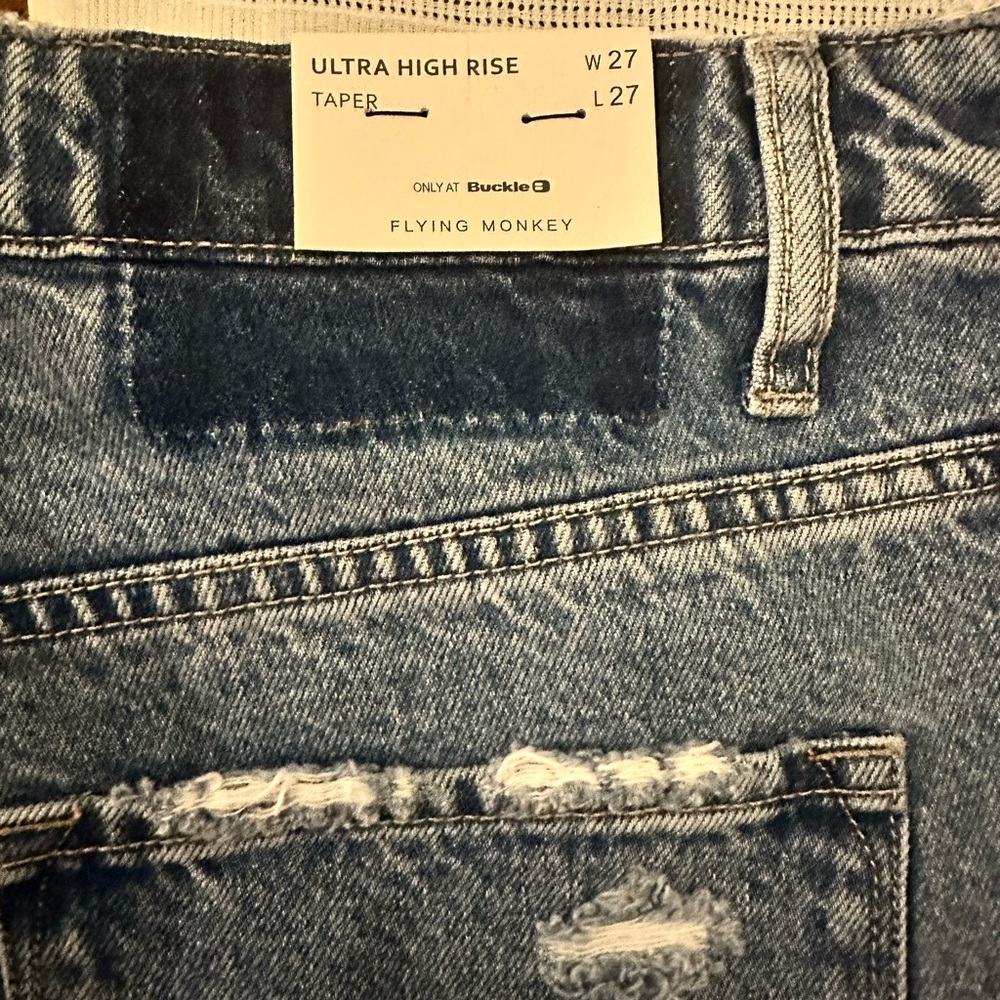 ULTRA HIGH RISE W 27
TAPER L 27
ONLY AT Buckle B
FLYING MONKEY